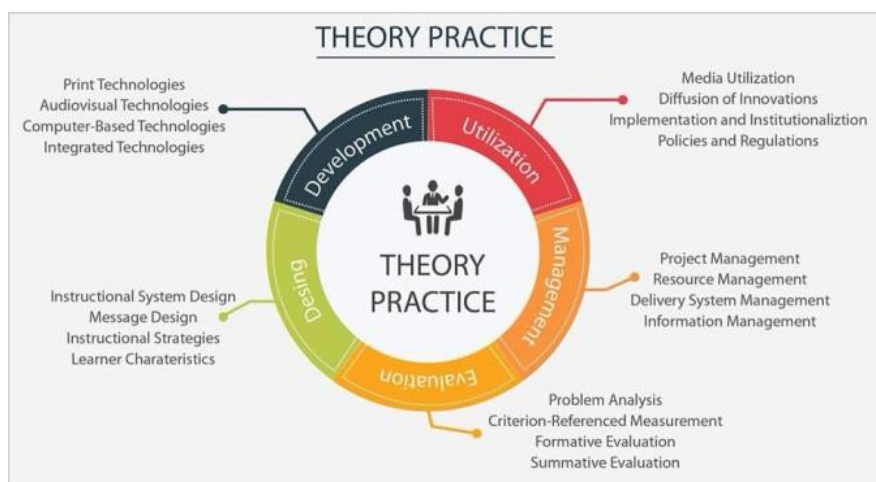 THEORY PRACTICE
Print Technologies
Audiovisual Technologies
Computer-Based Technologies
Integrated Technologies
Media Utilization
Diffusion of Innovations
Implementation and Institutionaliztion
Policies and Regulations
Development
Utilization
Desing
Management
Evaluation
THEORY
PRACTICE
Instructional System Design
Message Design
Instructional Strategies
Learner Charateristics
Project Management
Resource Management
Delivery System Management
Information Management
Problem Analysis
Criterion-Referenced Measurement
Formative Evaluation
Summative Evaluation